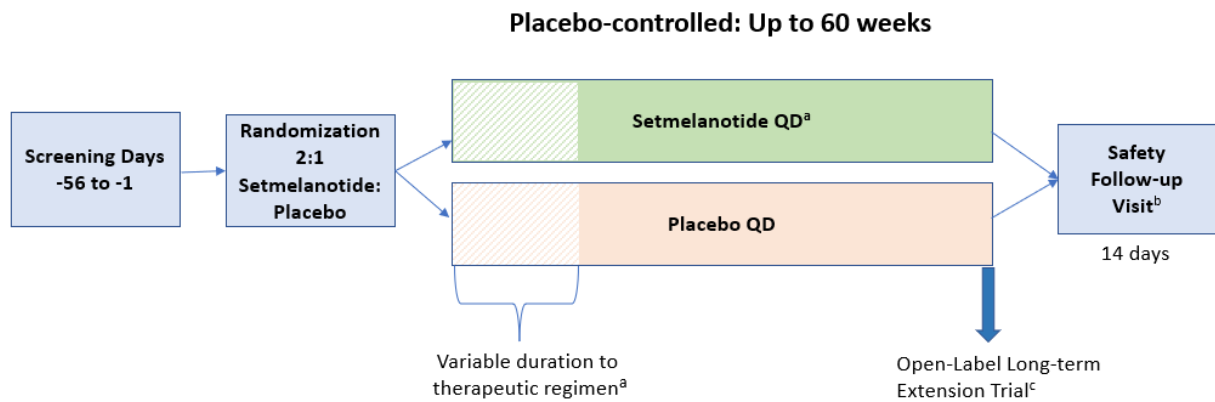 Placebo-controlled: Up to 60 weeks
Screening Days
-56 to -1
Randomization
2:1
Setmelanotide:
Placebo
Setmelanotide QDᵃ
Placebo QD
Safety
Follow-up
Visitᵇ
14 days
Variable duration to
therapeutic regimenᵃ
Open-Label Long-term
Extension Trialᶜ